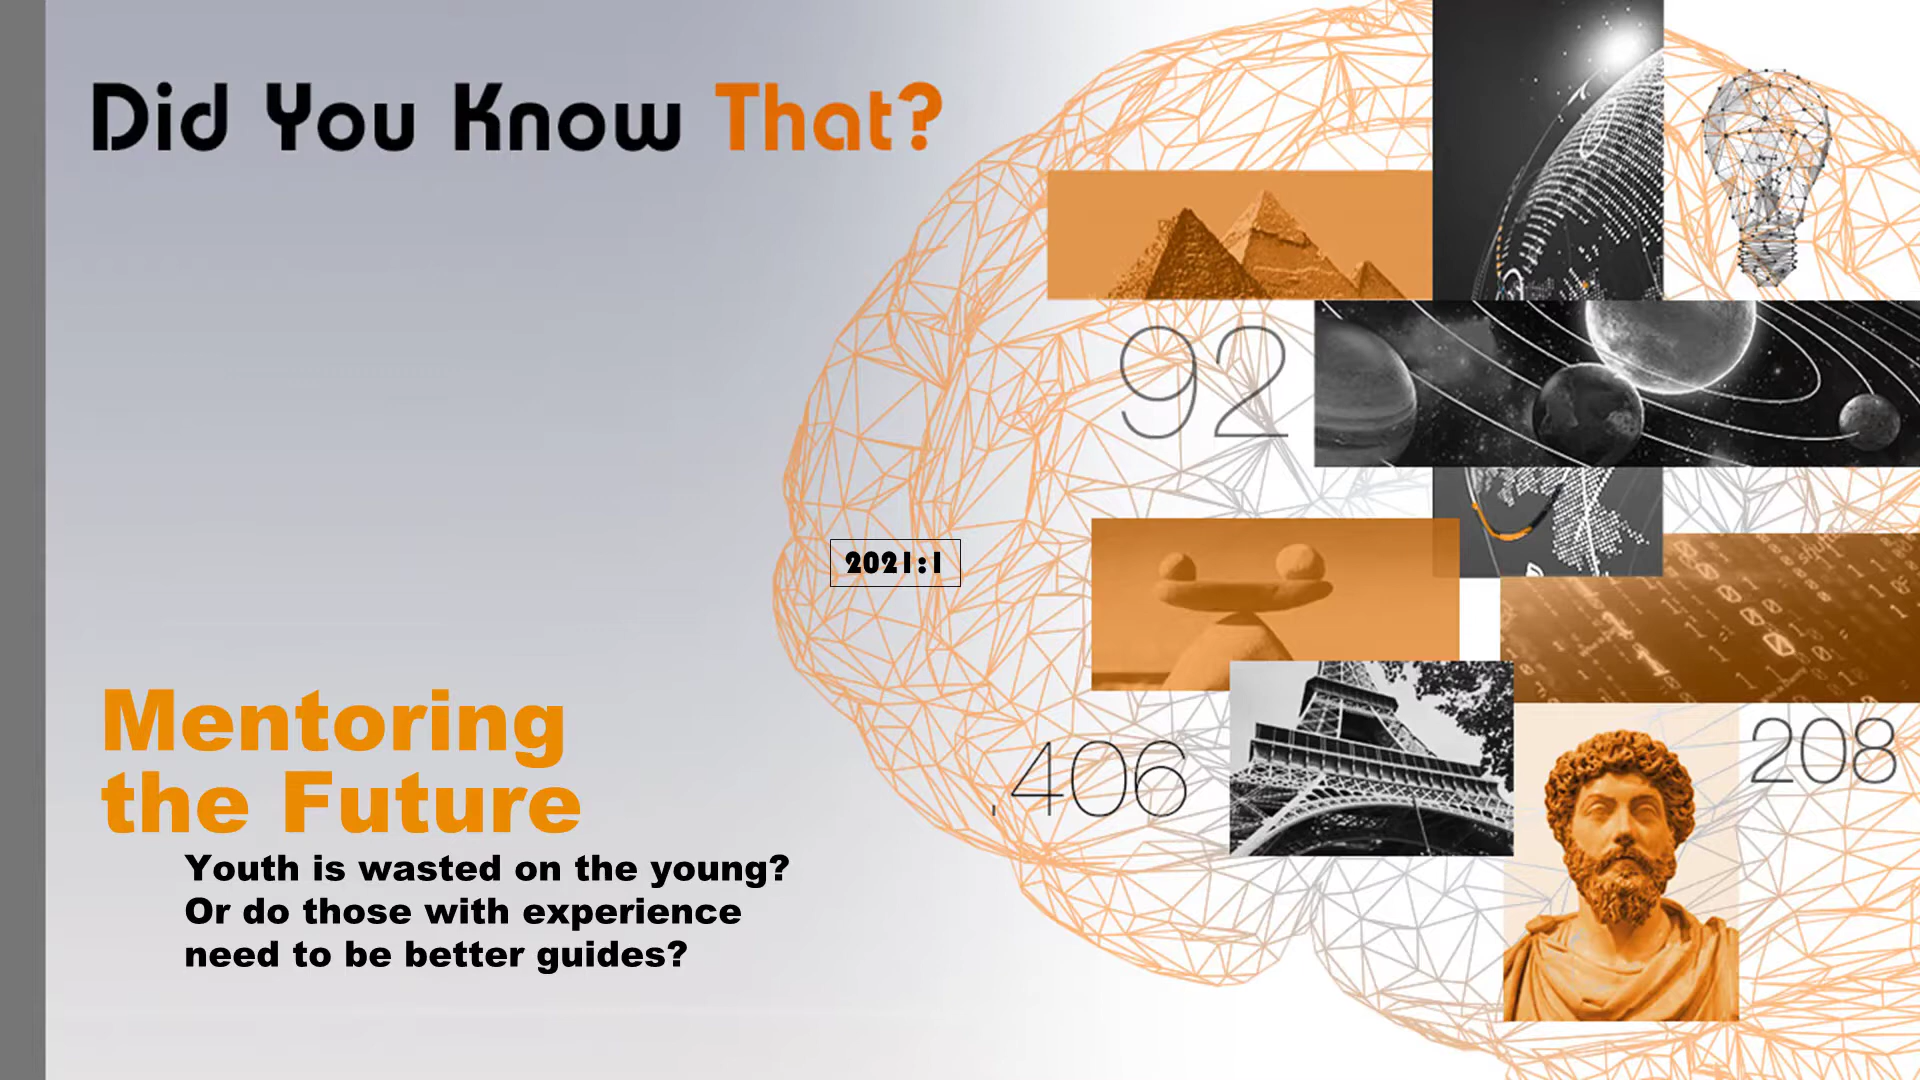 Did You Know That?
92
2021:1
406
208
Mentoring
the Future
Youth is wasted on the young?
Or do those with experience
need to be better guides?